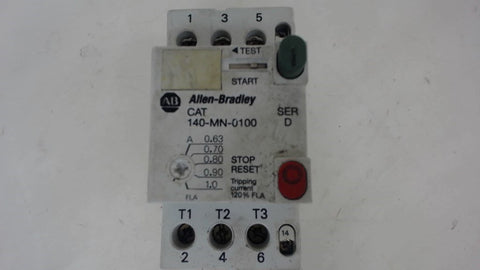 1 3 5
◄TEST
START
AB Allen-Bradley
CAT SER
140-MN-0100 D
A 0.63
0.70
0.80 STOP
0.90 RESET
1.0 Tripping
current
FLA 120% FLA
T1 T2 T3 14
2 4 6